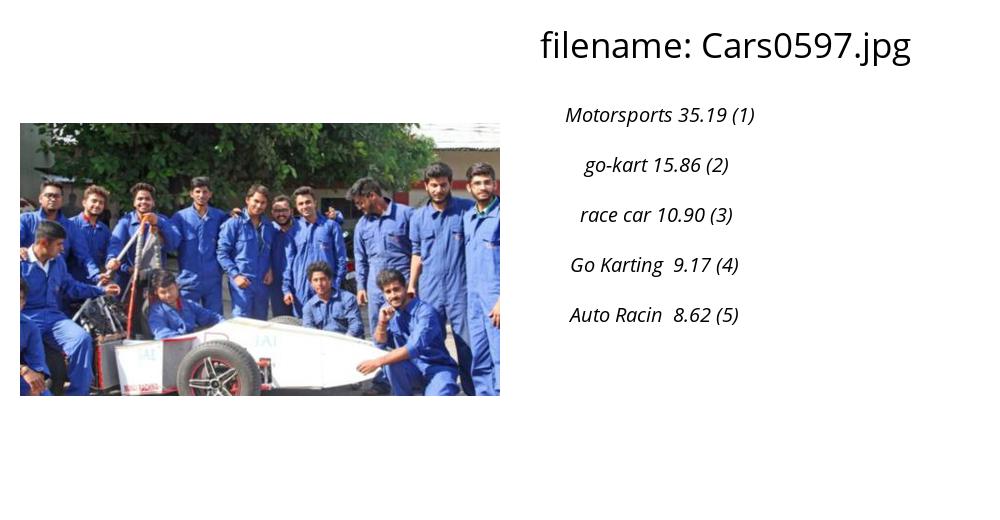 filename: Cars0597.jpg
Motorsports 35.19 (1)
go-kart 15.86 (2)
race car 10.90 (3)
Go Karting 9.17 (4)
Auto Racin 8.62 (5)
JAI